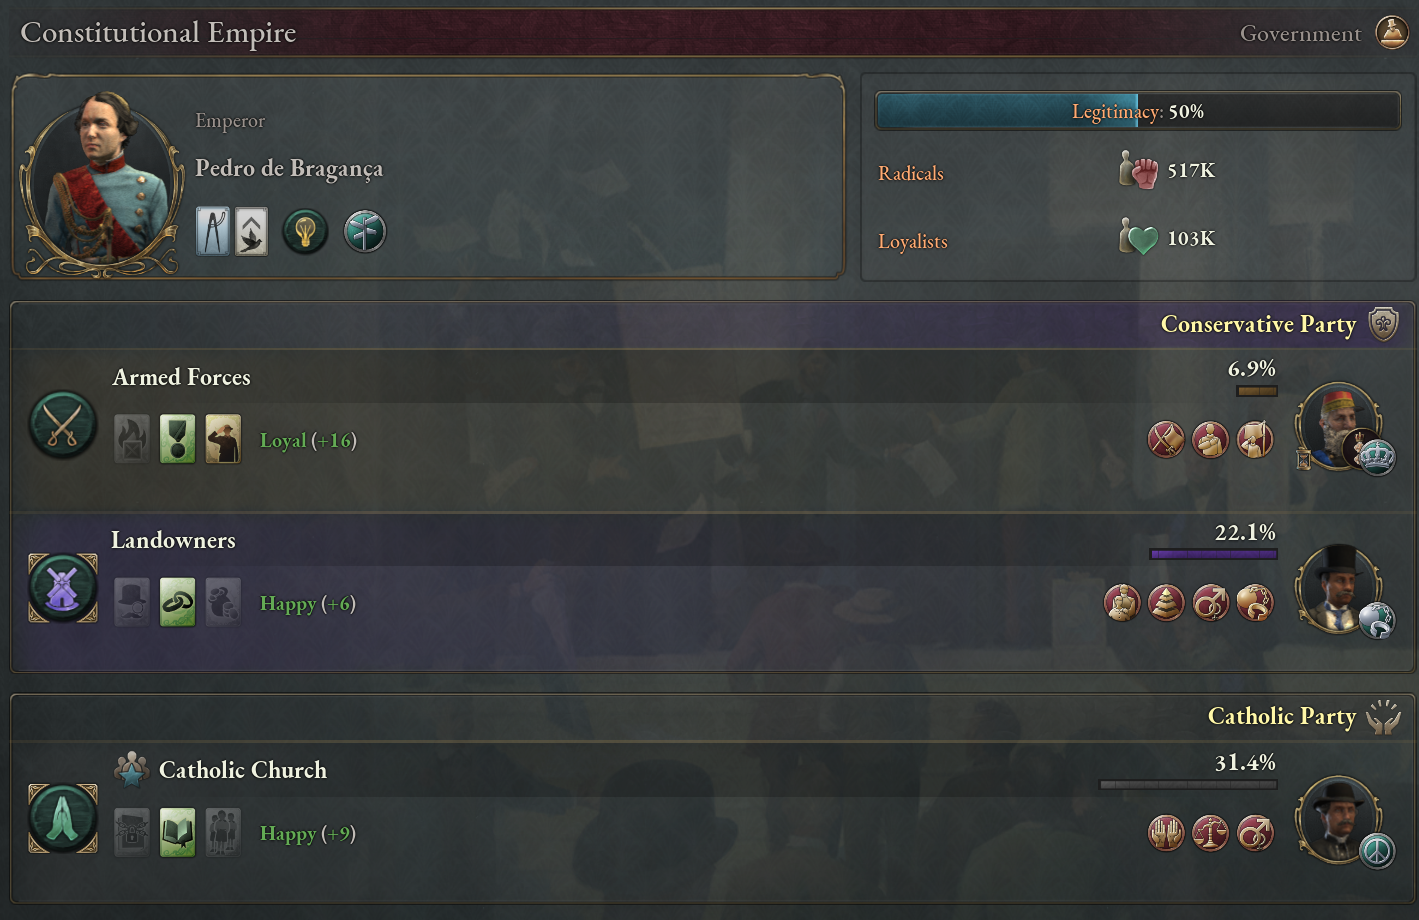 Constitutional Empire
Government
Emperor
Pedro de Bragança
Legitimacy: 50%
Radicals 517K
Loyalists 103K
Conservative Party
Armed Forces
6.9%
Loyal (+16)
Landowners
22.1%
Happy (+6)
Catholic Party
Catholic Church
31.4%
Happy (+9)